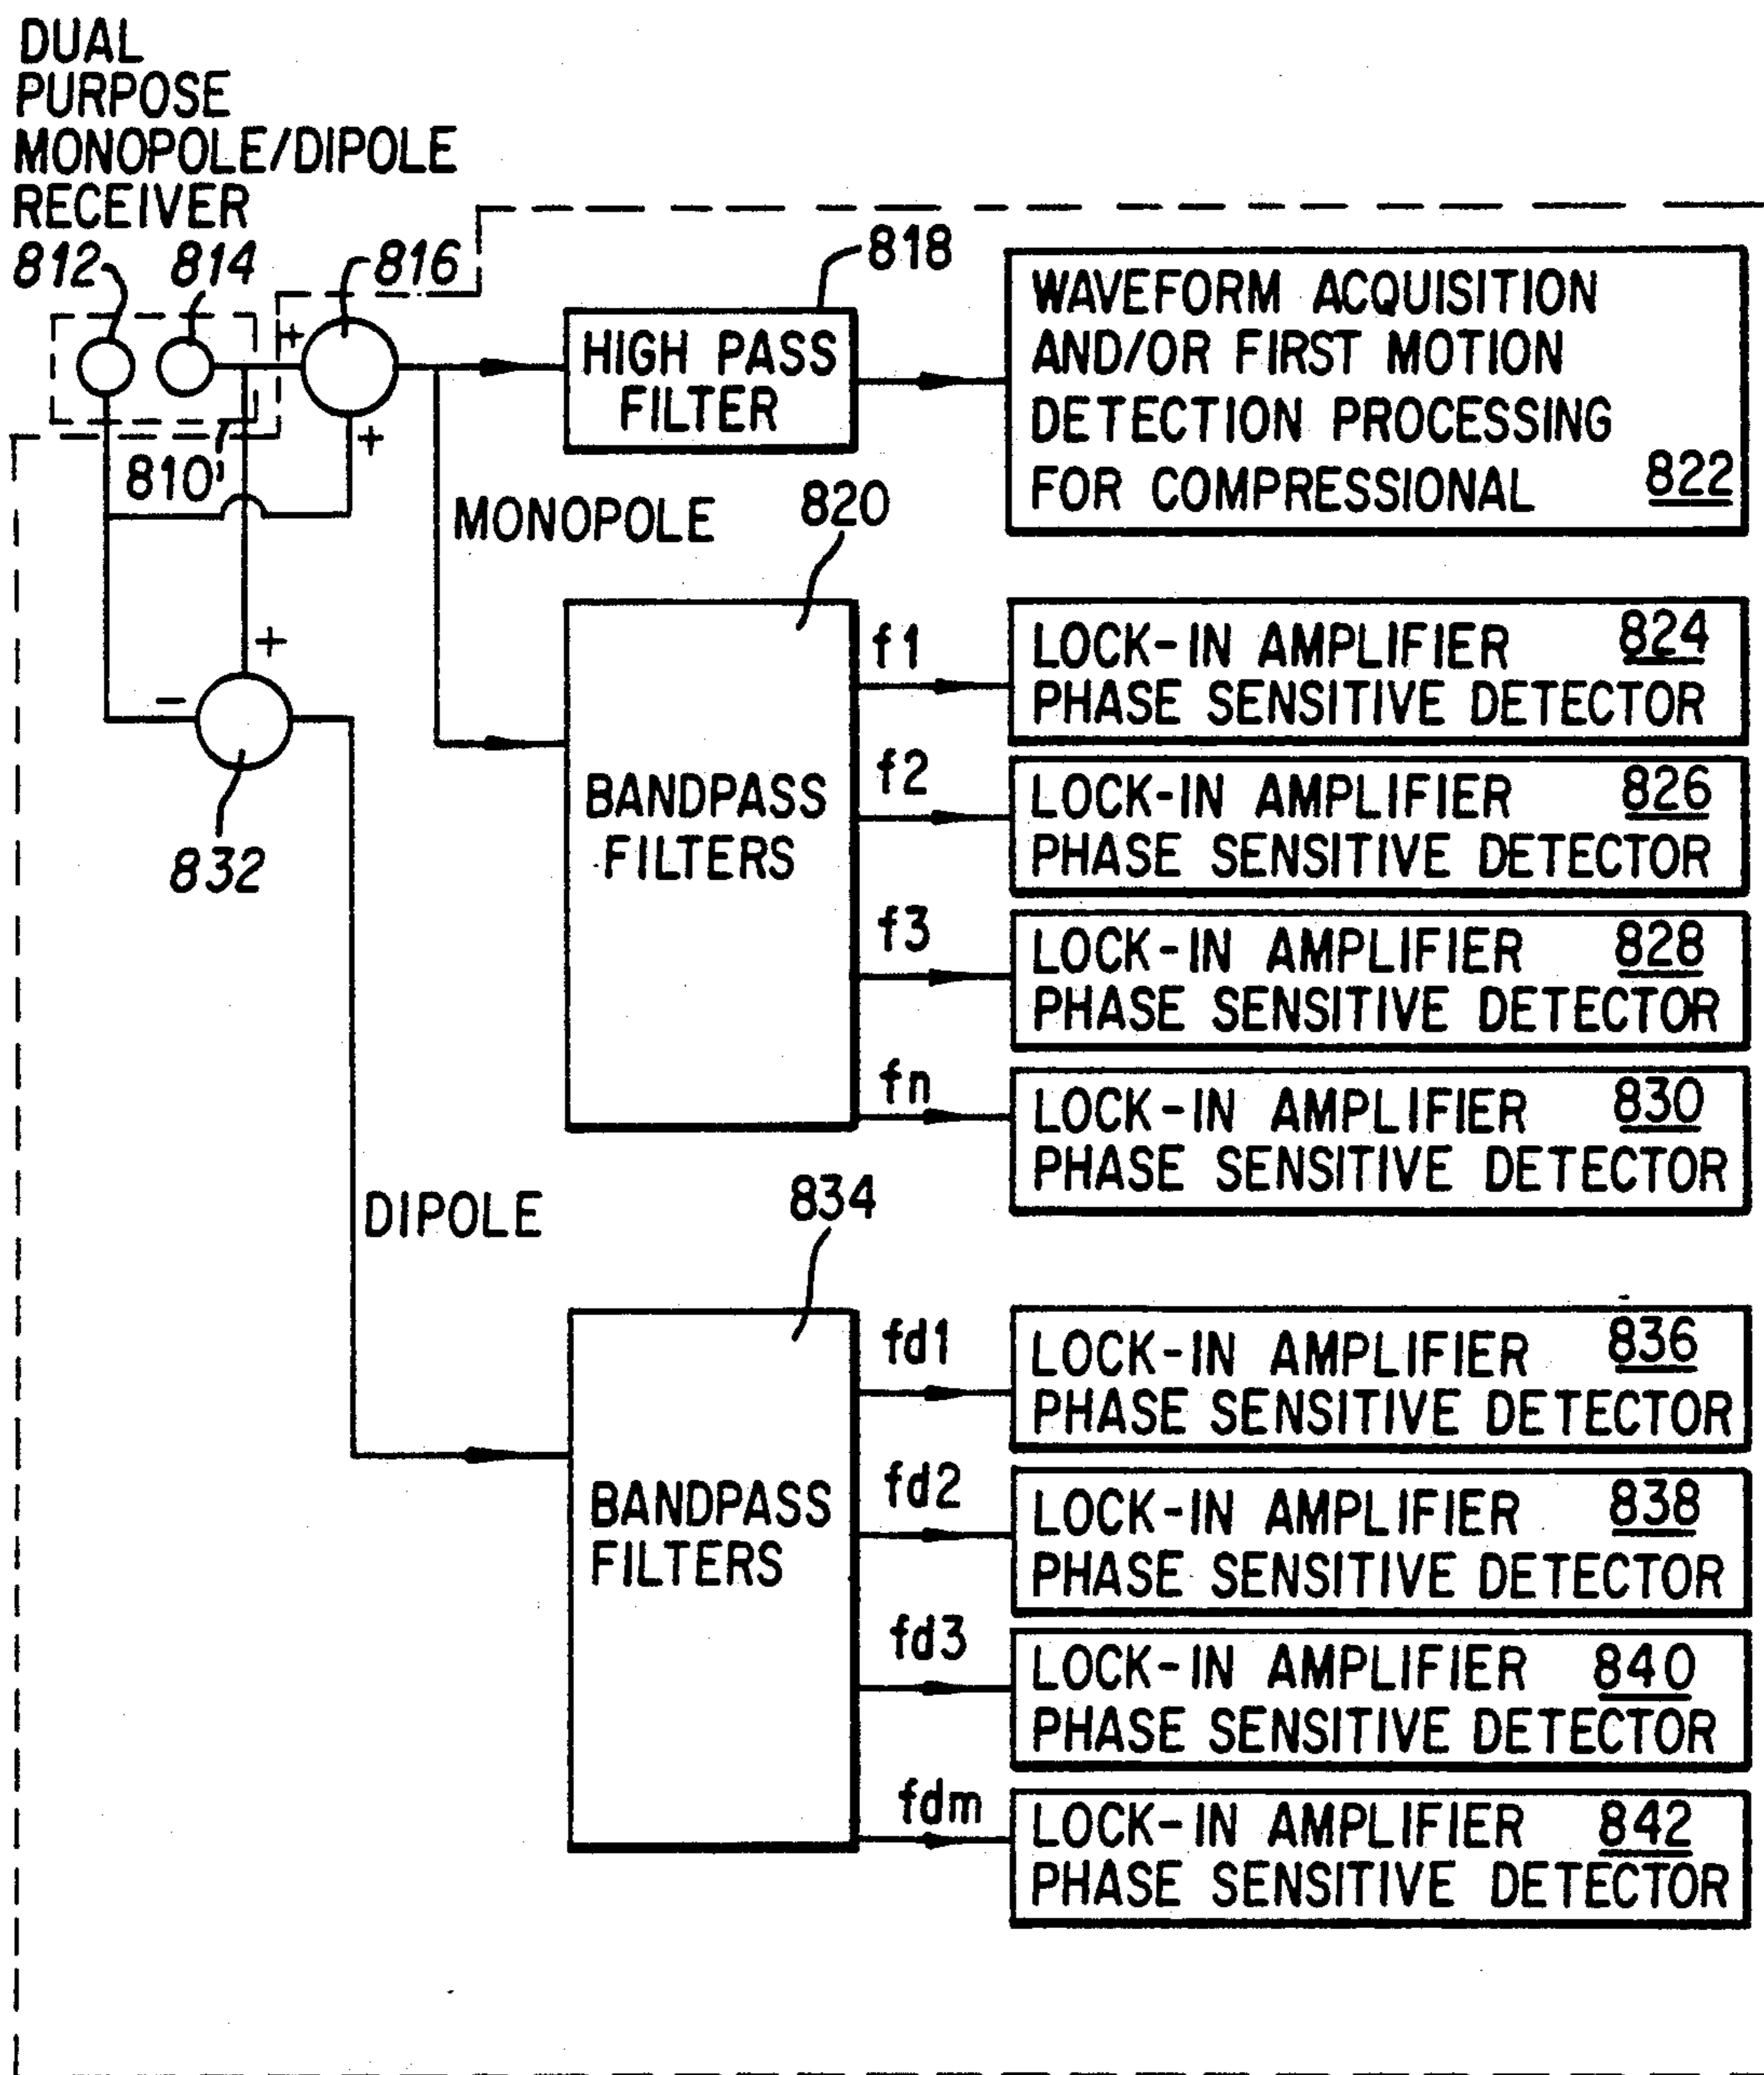 DUAL
PURPOSE
MONOPOLE/DIPOLE
RECEIVER
812 814 816 818
+
+
810'
HIGH PASS
FILTER
WAVEFORM ACQUISITION
AND/OR FIRST MOTION
DETECTION PROCESSING
FOR COMPRESSIONAL 822
MONOPOLE
820
+
-
832
BANDPASS
FILTERS
f1
LOCK-IN AMPLIFIER 824
PHASE SENSITIVE DETECTOR
f2
LOCK-IN AMPLIFIER 826
PHASE SENSITIVE DETECTOR
f3
LOCK-IN AMPLIFIER 828
PHASE SENSITIVE DETECTOR
fn
LOCK-IN AMPLIFIER 830
PHASE SENSITIVE DETECTOR
DIPOLE
834
BANDPASS
FILTERS
fd1
LOCK-IN AMPLIFIER 836
PHASE SENSITIVE DETECTOR
fd2
LOCK-IN AMPLIFIER 838
PHASE SENSITIVE DETECTOR
fd3
LOCK-IN AMPLIFIER 840
PHASE SENSITIVE DETECTOR
fdm
LOCK-IN AMPLIFIER 842
PHASE SENSITIVE DETECTOR